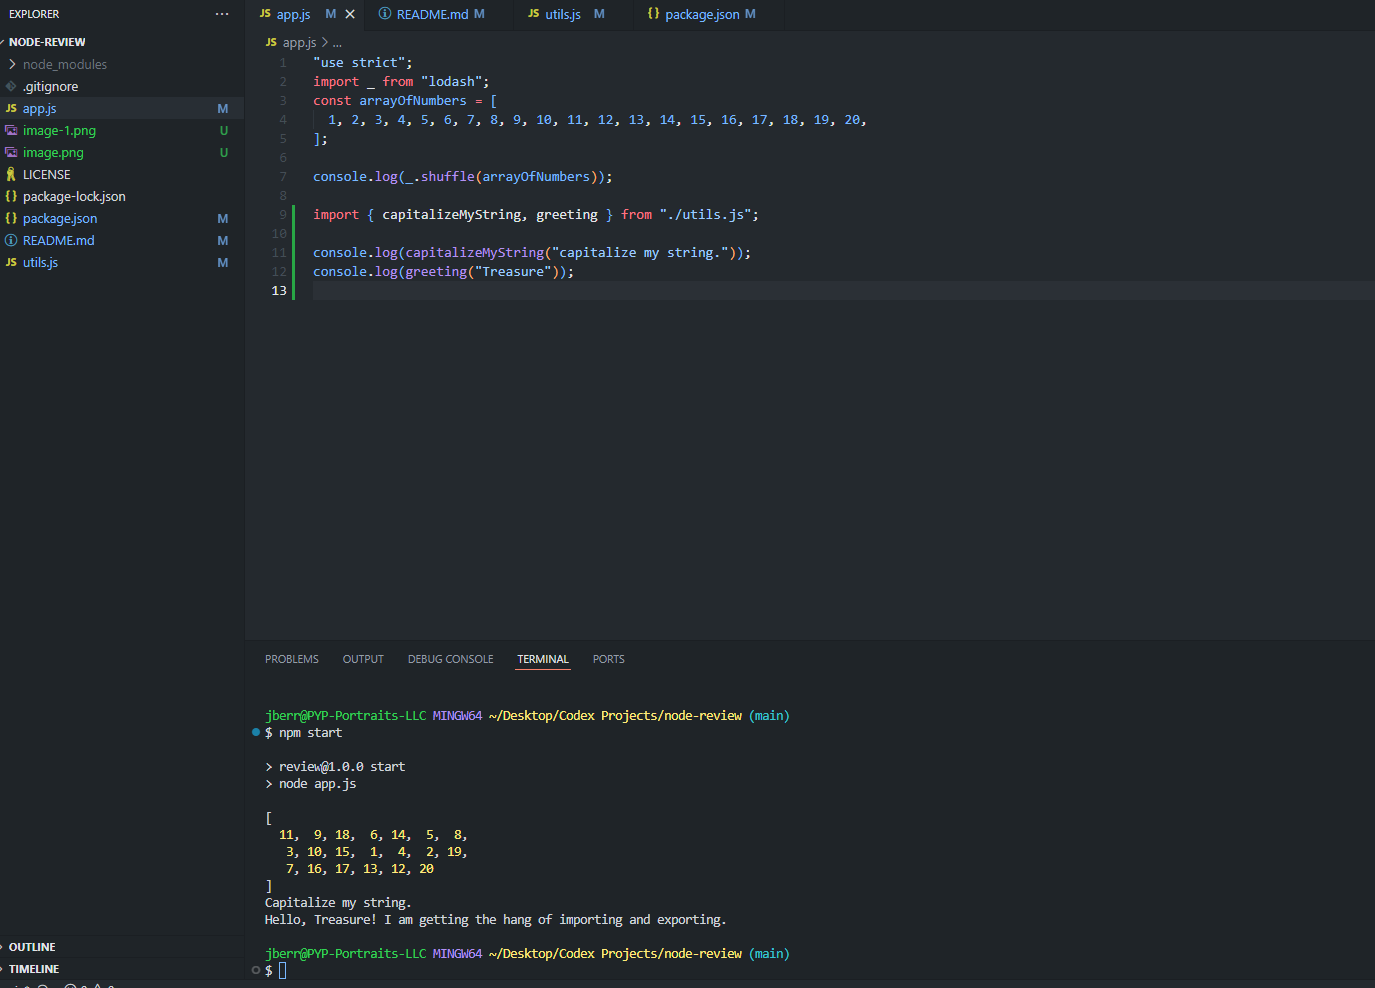 EXPLORER ...
NODE-REVIEW
node_modules
.gitignore
JS app.js M
image-1.png U
image.png U
LICENSE
{} package-lock.json
{} package.json M
README.md M
JS utils.js M
OUTLINE
TIMELINE
JS app.js M × README.md M JS utils.js M {} package.json M
JS app.js > ...
1 "use strict";
2 import _ from "lodash";
3 const arrayOfNumbers = [
4 1, 2, 3, 4, 5, 6, 7, 8, 9, 10, 11, 12, 13, 14, 15, 16, 17, 18, 19, 20,
5 ];
6
7 console.log(_.shuffle(arrayOfNumbers));
8
9 import { capitalizeMyString, greeting } from "./utils.js";
10
11 console.log(capitalizeMyString("capitalize my string."));
12 console.log(greeting("Treasure"));
13
PROBLEMS OUTPUT DEBUG CONSOLE TERMINAL PORTS
jberr@PYP-Portraits-LLC MINGW64 ~/Desktop/Codex Projects/node-review (main)
$ npm start
> review@1.0.0 start
> node app.js
[
11, 9, 18, 6, 14, 5, 8,
3, 10, 15, 1, 4, 2, 19,
7, 16, 17, 13, 12, 20
]
Capitalize my string.
Hello, Treasure! I am getting the hang of importing and exporting.
jberr@PYP-Portraits-LLC MINGW64 ~/Desktop/Codex Projects/node-review (main)
$